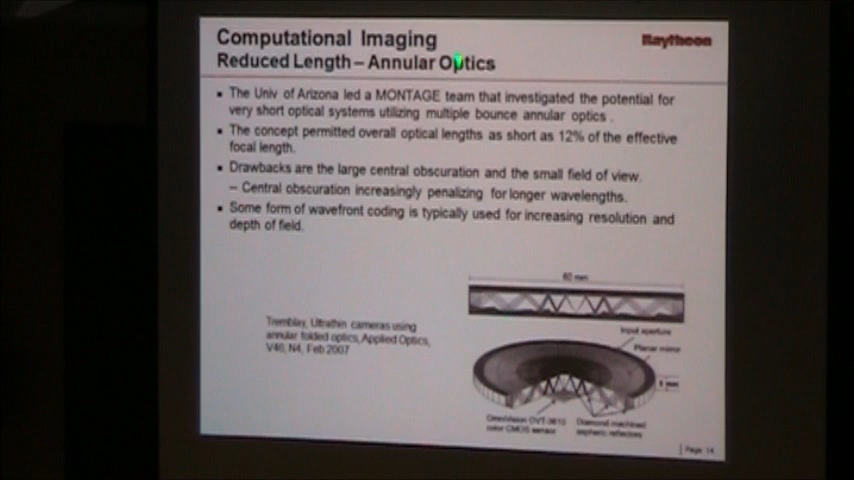 Computational Imaging
Raytheon
Reduced Length – Annular Optics
▪ The Univ of Arizona led a MONTAGE team that investigated the potential for
very short optical systems utilizing multiple bounce annular optics .
▪ The concept permitted overall optical lengths as short as 12% of the effective
focal length.
▪ Drawbacks are the large central obscuration and the small field of view.
– Central obscuration increasingly penalizing for longer wavelengths.
▪ Some form of wavefront coding is typically used for increasing resolution and
depth of field.
60 mm
Tremblay, Ultrathin cameras using
annular folded optics, Applied Optics,
V46, N4, Feb 2007
Input aperture
Planar mirror
5 mm
OmniVision OVT-3610
color CMOS sensor
Diamond machined
aspheric reflectors
Page 14